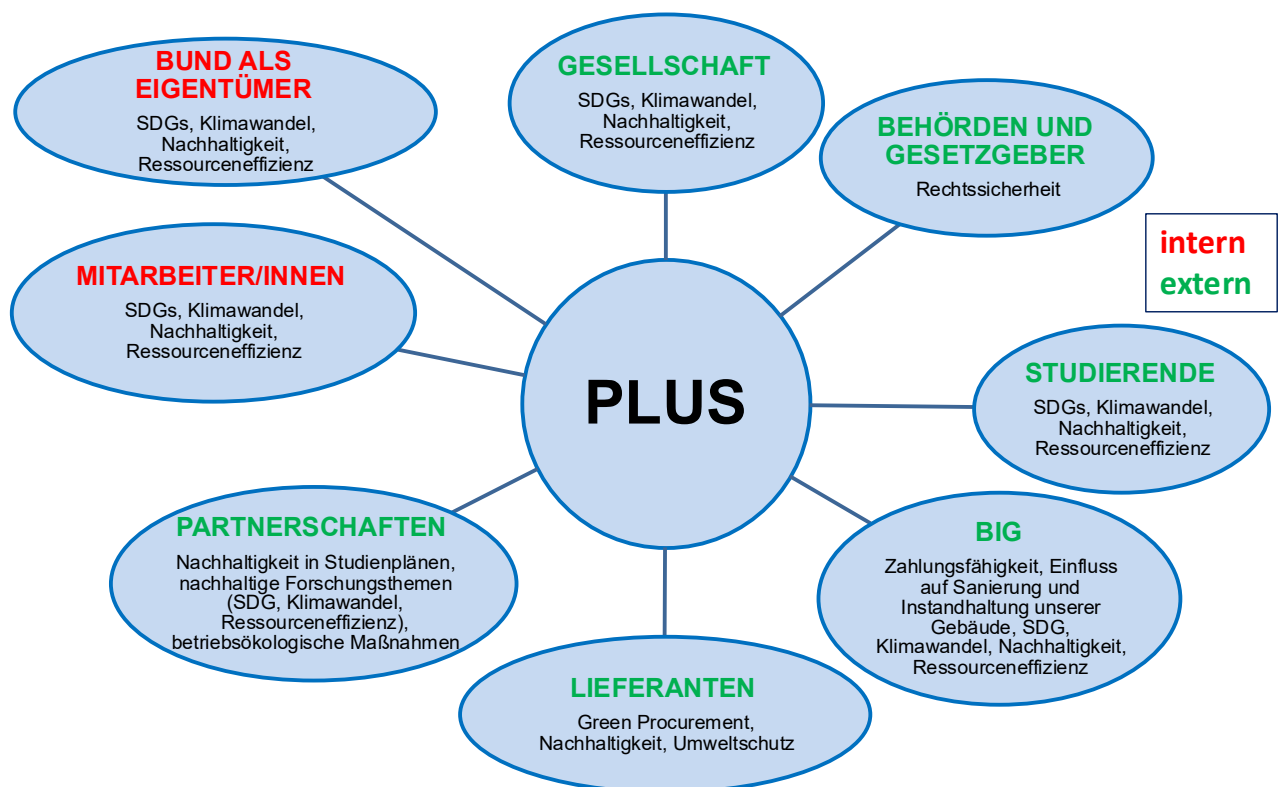 BUND ALS
EIGENTÜMER
SDGs, Klimawandel,
Nachhaltigkeit,
Ressourceneffizienz
GESELLSCHAFT
SDGs, Klimawandel,
Nachhaltigkeit,
Ressourceneffizienz
BEHÖRDEN UND
GESETZGEBER
Rechtssicherheit
intern
extern
MITARBEITER/INNEN
SDGs, Klimawandel,
Nachhaltigkeit,
Ressourceneffizienz
PLUS
STUDIERENDE
SDGs, Klimawandel,
Nachhaltigkeit,
Ressourceneffizienz
PARTNERSCHAFTEN
Nachhaltigkeit in Studienplänen,
nachhaltige Forschungsthemen
(SDG, Klimawandel,
Ressourceneffizienz),
betriebsökologische Maßnahmen
BIG
Zahlungsfähigkeit, Einfluss
auf Sanierung und
Instandhaltung unserer
Gebäude, SDG,
Klimawandel, Nachhaltigkeit,
Ressourceneffizienz
LIEFERANTEN
Green Procurement,
Nachhaltigkeit, Umweltschutz